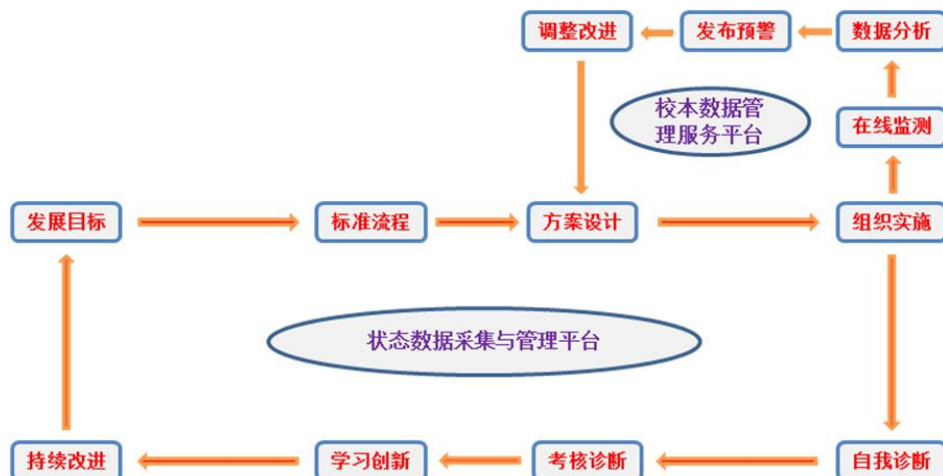 调整改进
发布预警
数据分析
校本数据管
理服务平台
在线监测
发展目标
标准流程
方案设计
组织实施
状态数据采集与管理平台
持续改进
学习创新
考核诊断
自我诊断